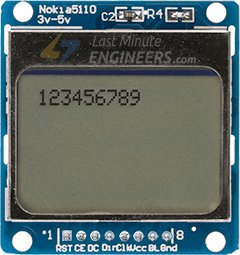 Nokia5110
3v-5v
C2 R4
Last Minute
ENGINEERS.com
123456789
1 8
RST CE DC Din Clk Vcc BL Gnd